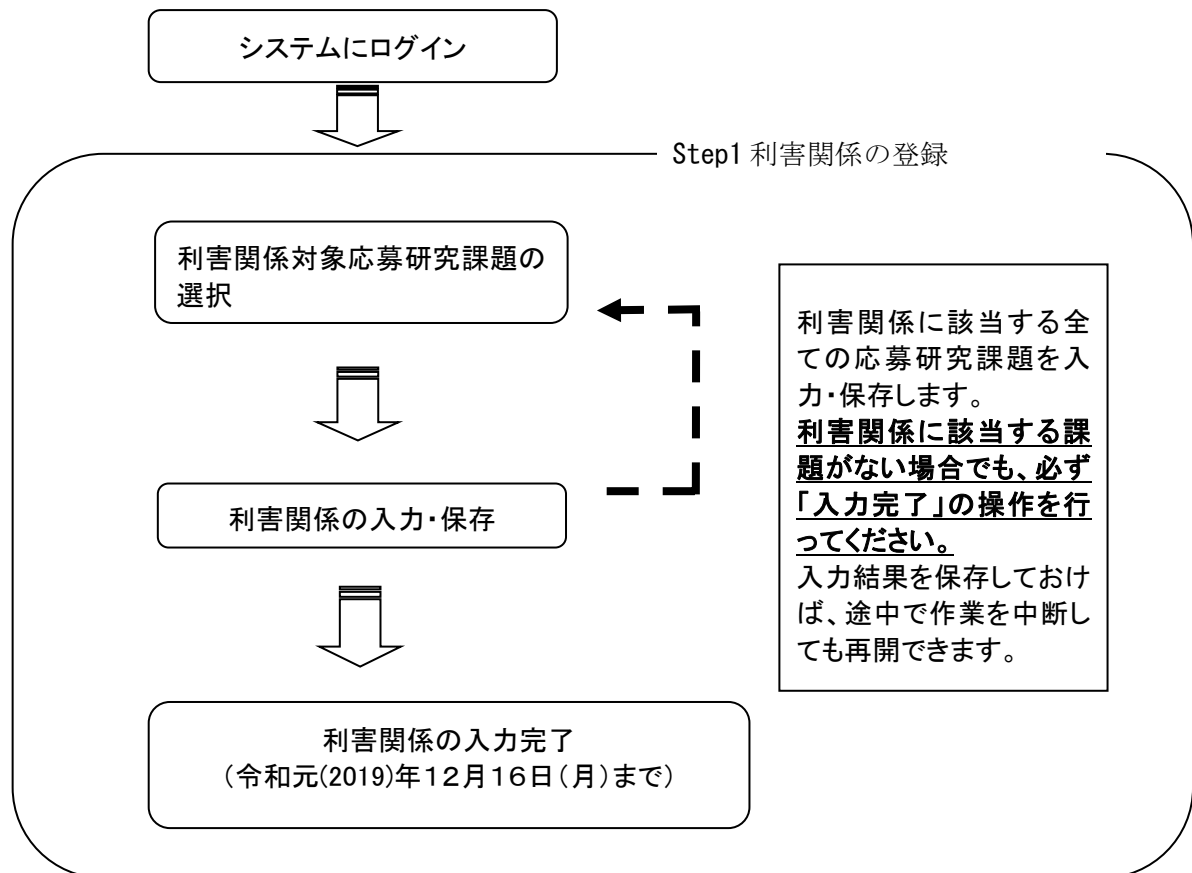 システムにログイン
Step1 利害関係の登録
利害関係対象応募研究課題の
選択
利害関係の入力・保存
利害関係の入力完了
（令和元(2019)年１２月１６日（月）まで）
利害関係に該当する全
ての応募研究課題を入
力・保存します。
利害関係に該当する課
題がない場合でも、必ず
「入力完了」の操作を行
ってください。
入力結果を保存しておけ
ば、途中で作業を中断し
ても再開できます。